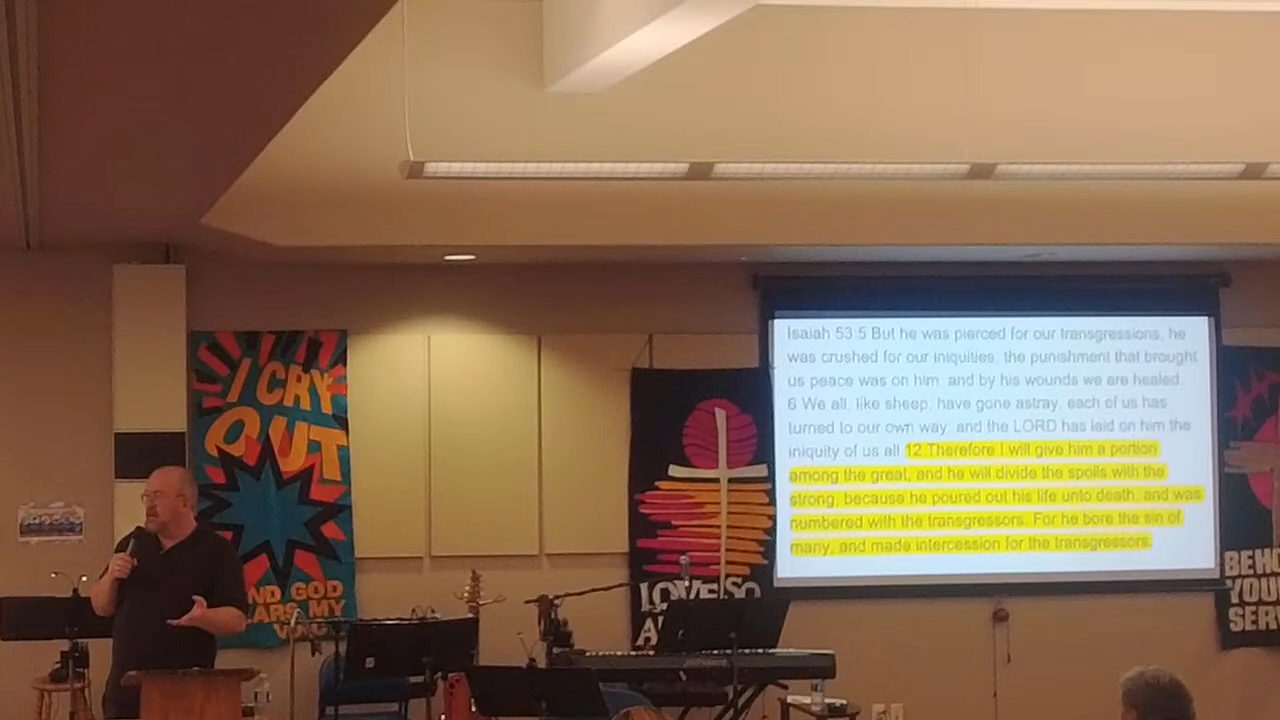 I CRY
OUT
ND GOD
ARS MY
LOVE SO
Isaiah 53:5 But he was pierced for our transgressions, he
was crushed for our iniquities, the punishment that brought
us peace was on him, and by his wounds we are healed.
6 We all, like sheep, have gone astray, each of us has
turned to our own way; and the LORD has laid on him the
iniquity of us all 12 Therefore I will give him a portion
among the great, and he will divide the spoils with the
strong, because he poured out his life unto death, and was
numbered with the transgressors. For he bore the sin of
many, and made intercession for the transgressors.
BEHO
YOUR
SERV